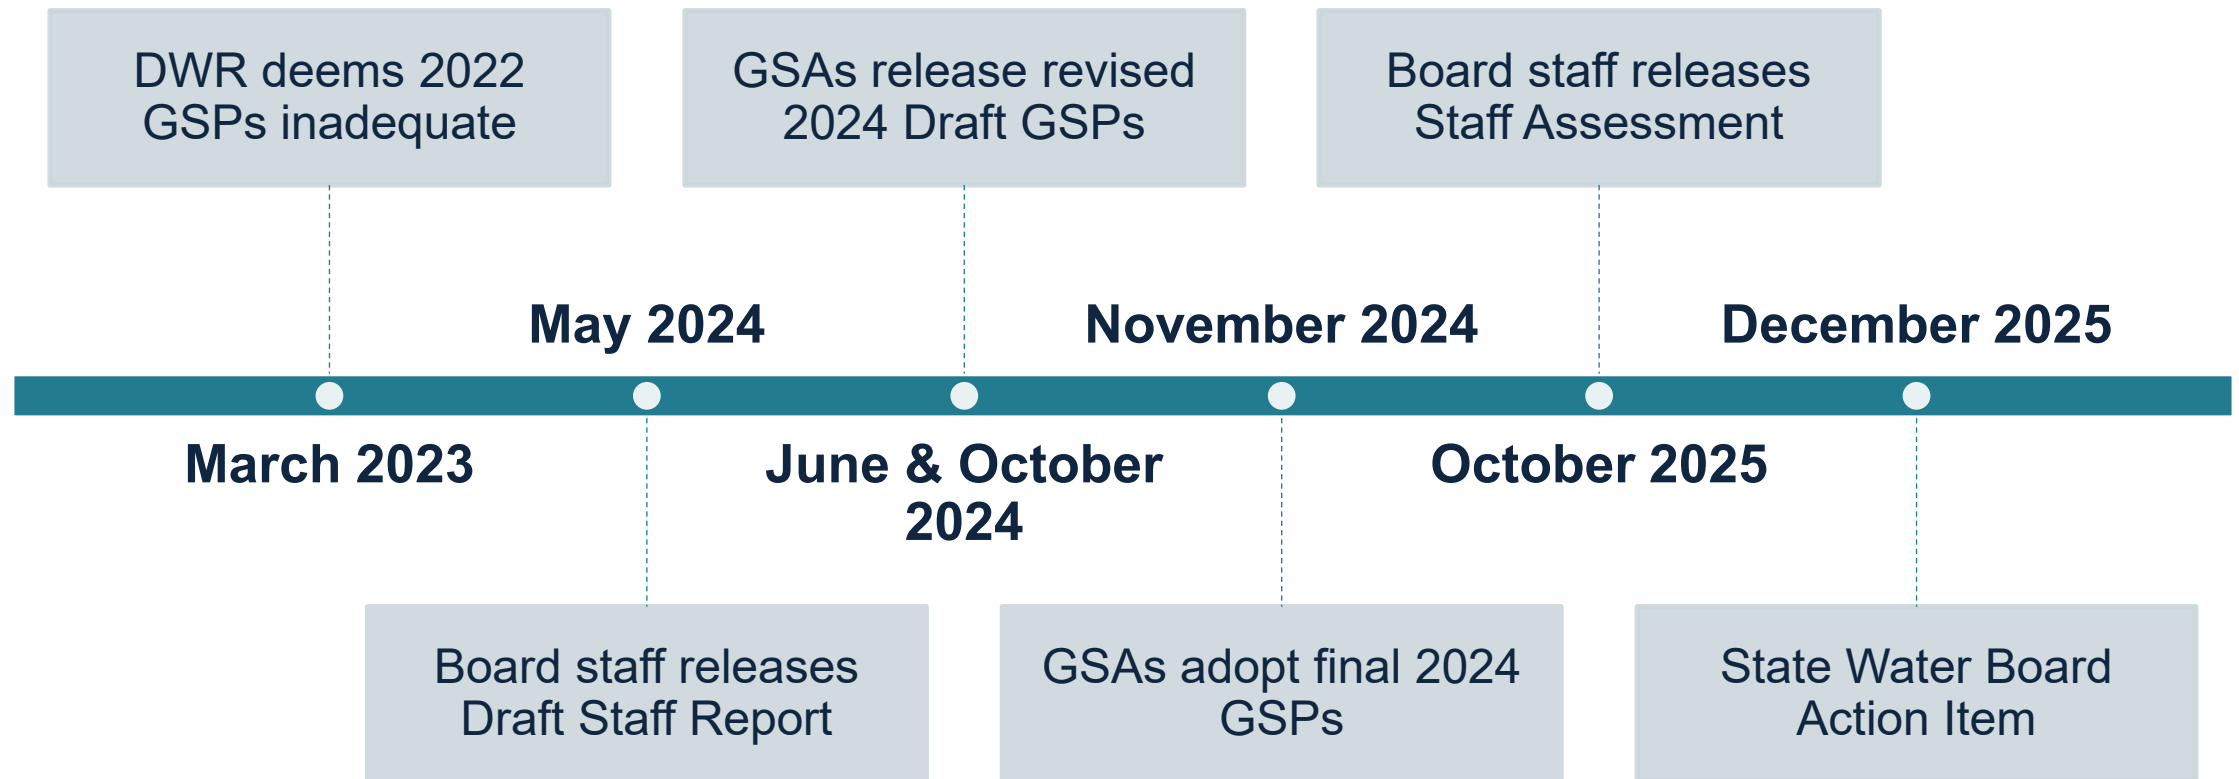 DWR deems 2022
GSPs inadequate
GSAs release revised
2024 Draft GSPs
Board staff releases
Staff Assessment
May 2024
November 2024
December 2025
March 2023
June & October
2024
October 2025
Board staff releases
Draft Staff Report
GSAs adopt final 2024
GSPs
State Water Board
Action Item